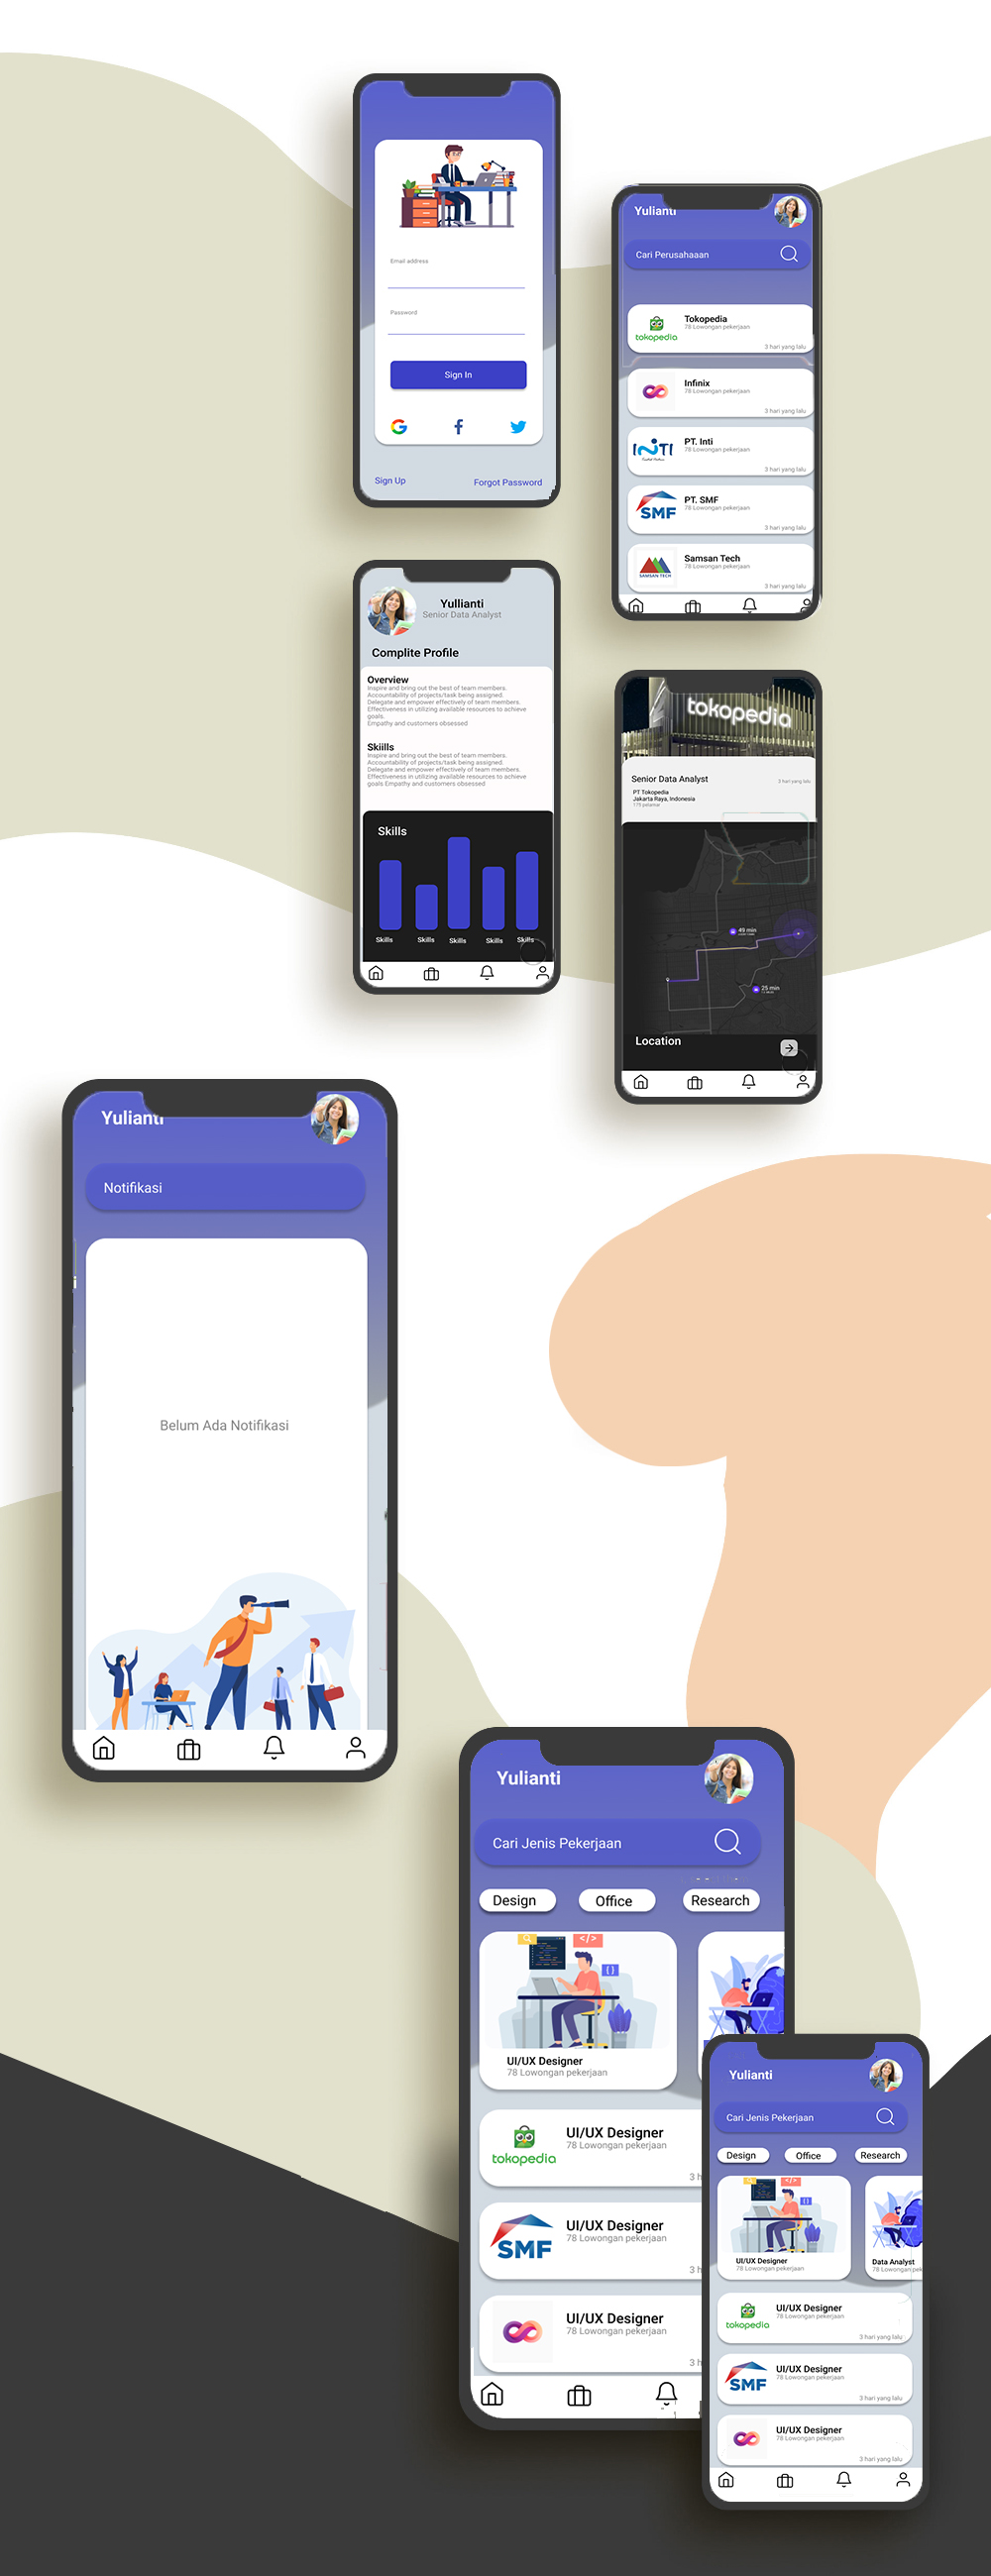 Email address
Password
Sign In
Sign Up
Forgot Password
Yulianti
Cari Perusahaaan
tokopedia
Tokopedia
78 Lowongan pekerjaan
3 hari yang lalu
Infinix
78 Lowongan pekerjaan
3 hari yang lalu
INTI
PT. Inti
78 Lowongan pekerjaan
3 hari yang lalu
SMF
PT. SMF
78 Lowongan pekerjaan
3 hari yang lalu
SAMSAN TECH
Samsan Tech
78 Lowongan pekerjaan
3 hari yang lalu
Yullianti
Senior Data Analyst
Complite Profile
Overview
Inspire and bring out the best of team members.
Accountability of projects/task being assigned.
Delegate and empower effectively of team members.
Effectiveness in utilizing available resources to achieve
goals.
Empathy and customers obsessed
Skiills
Inspire and bring out the best of team members.
Accountability of projects/task being assigned.
Delegate and empower effectively of team members.
Effectiveness in utilizing available resources to achieve
goals Empathy and customers obsessed
Skills
Skills Skills Skills Skills Skills
tokopedia
Senior Data Analyst
3 hari yang lalu
PT Tokopedia
Jakarta Raya, Indonesia
175 pelamar
49 min
25 min
Location
Yulianti
Notifikasi
Belum Ada Notifikasi
Yulianti
Cari Jenis Pekerjaan
Design Office Research
</>
{ }
UI/UX Designer
78 Lowongan pekerjaan
tokopedia
UI/UX Designer
78 Lowongan pekerjaan
3 h
SMF
UI/UX Designer
78 Lowongan pekerjaan
3 h
UI/UX Designer
78 Lowongan pekerjaan
3 h
Yulianti
Cari Jenis Pekerjaan
Design Office Research
</>
{ }
UI/UX Designer
78 Lowongan pekerjaan
Data Analyst
78 Lowongan pek
tokopedia
UI/UX Designer
78 Lowongan pekerjaan
3 hari yang lalu
SMF
UI/UX Designer
78 Lowongan pekerjaan
3 hari yang lalu
UI/UX Designer
78 Lowongan pekerjaan
3 hari yang lalu